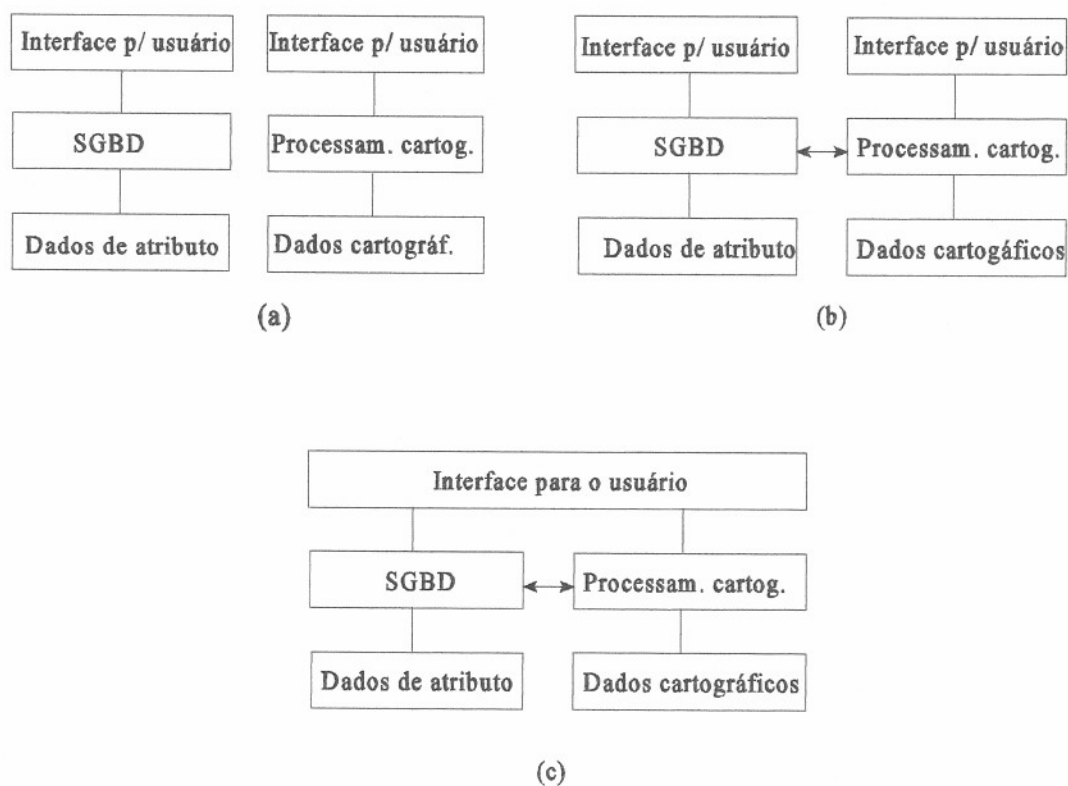 Interface p/ usuário
Interface p/ usuário
SGBD
Processam. cartog.
Dados de atributo
Dados cartográf.
(a)
Interface p/ usuário
Interface p/ usuário
SGBD
Processam. cartog.
Dados de atributo
Dados cartogáficos
(b)
Interface para o usuário
SGBD
Processam. cartog.
Dados de atributo
Dados cartográficos
(c)